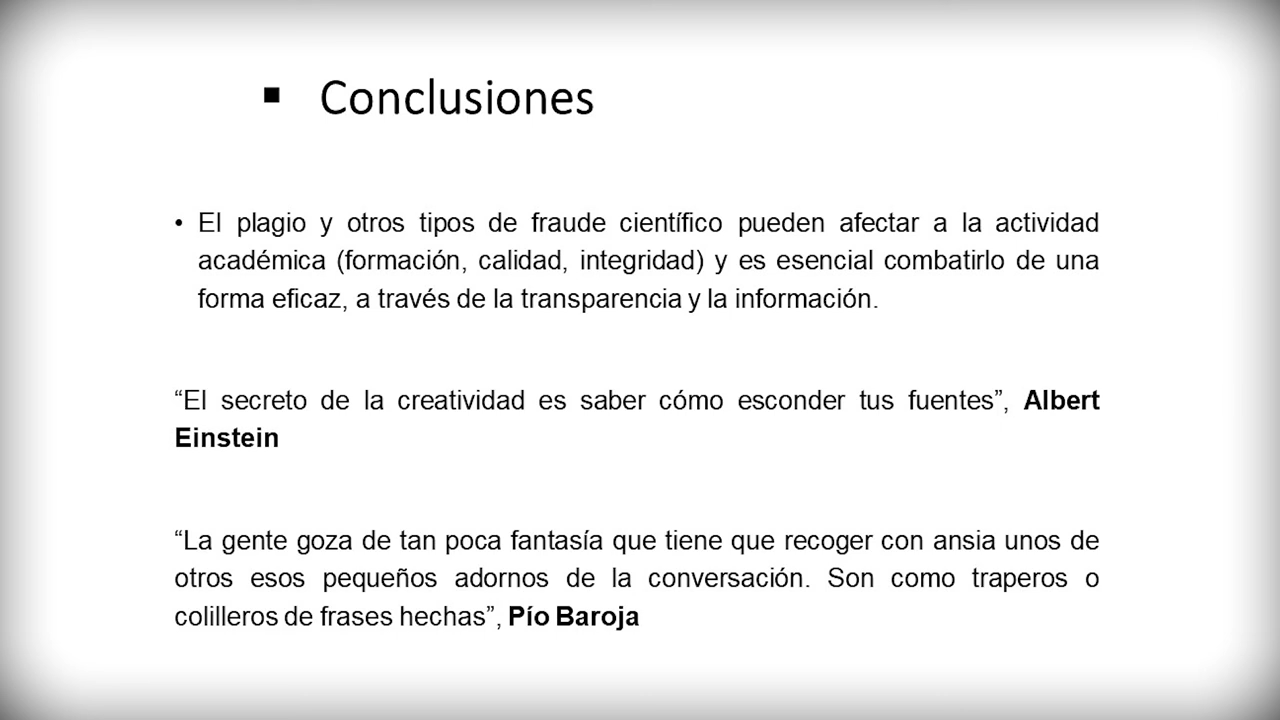 ▪ Conclusiones
• El plagio y otros tipos de fraude científico pueden afectar a la actividad
académica (formación, calidad, integridad) y es esencial combatirlo de una
forma eficaz, a través de la transparencia y la información.
“El secreto de la creatividad es saber cómo esconder tus fuentes”, Albert
Einstein
“La gente goza de tan poca fantasía que tiene que recoger con ansia unos de
otros esos pequeños adornos de la conversación. Son como traperos o
colilleros de frases hechas”, Pío Baroja